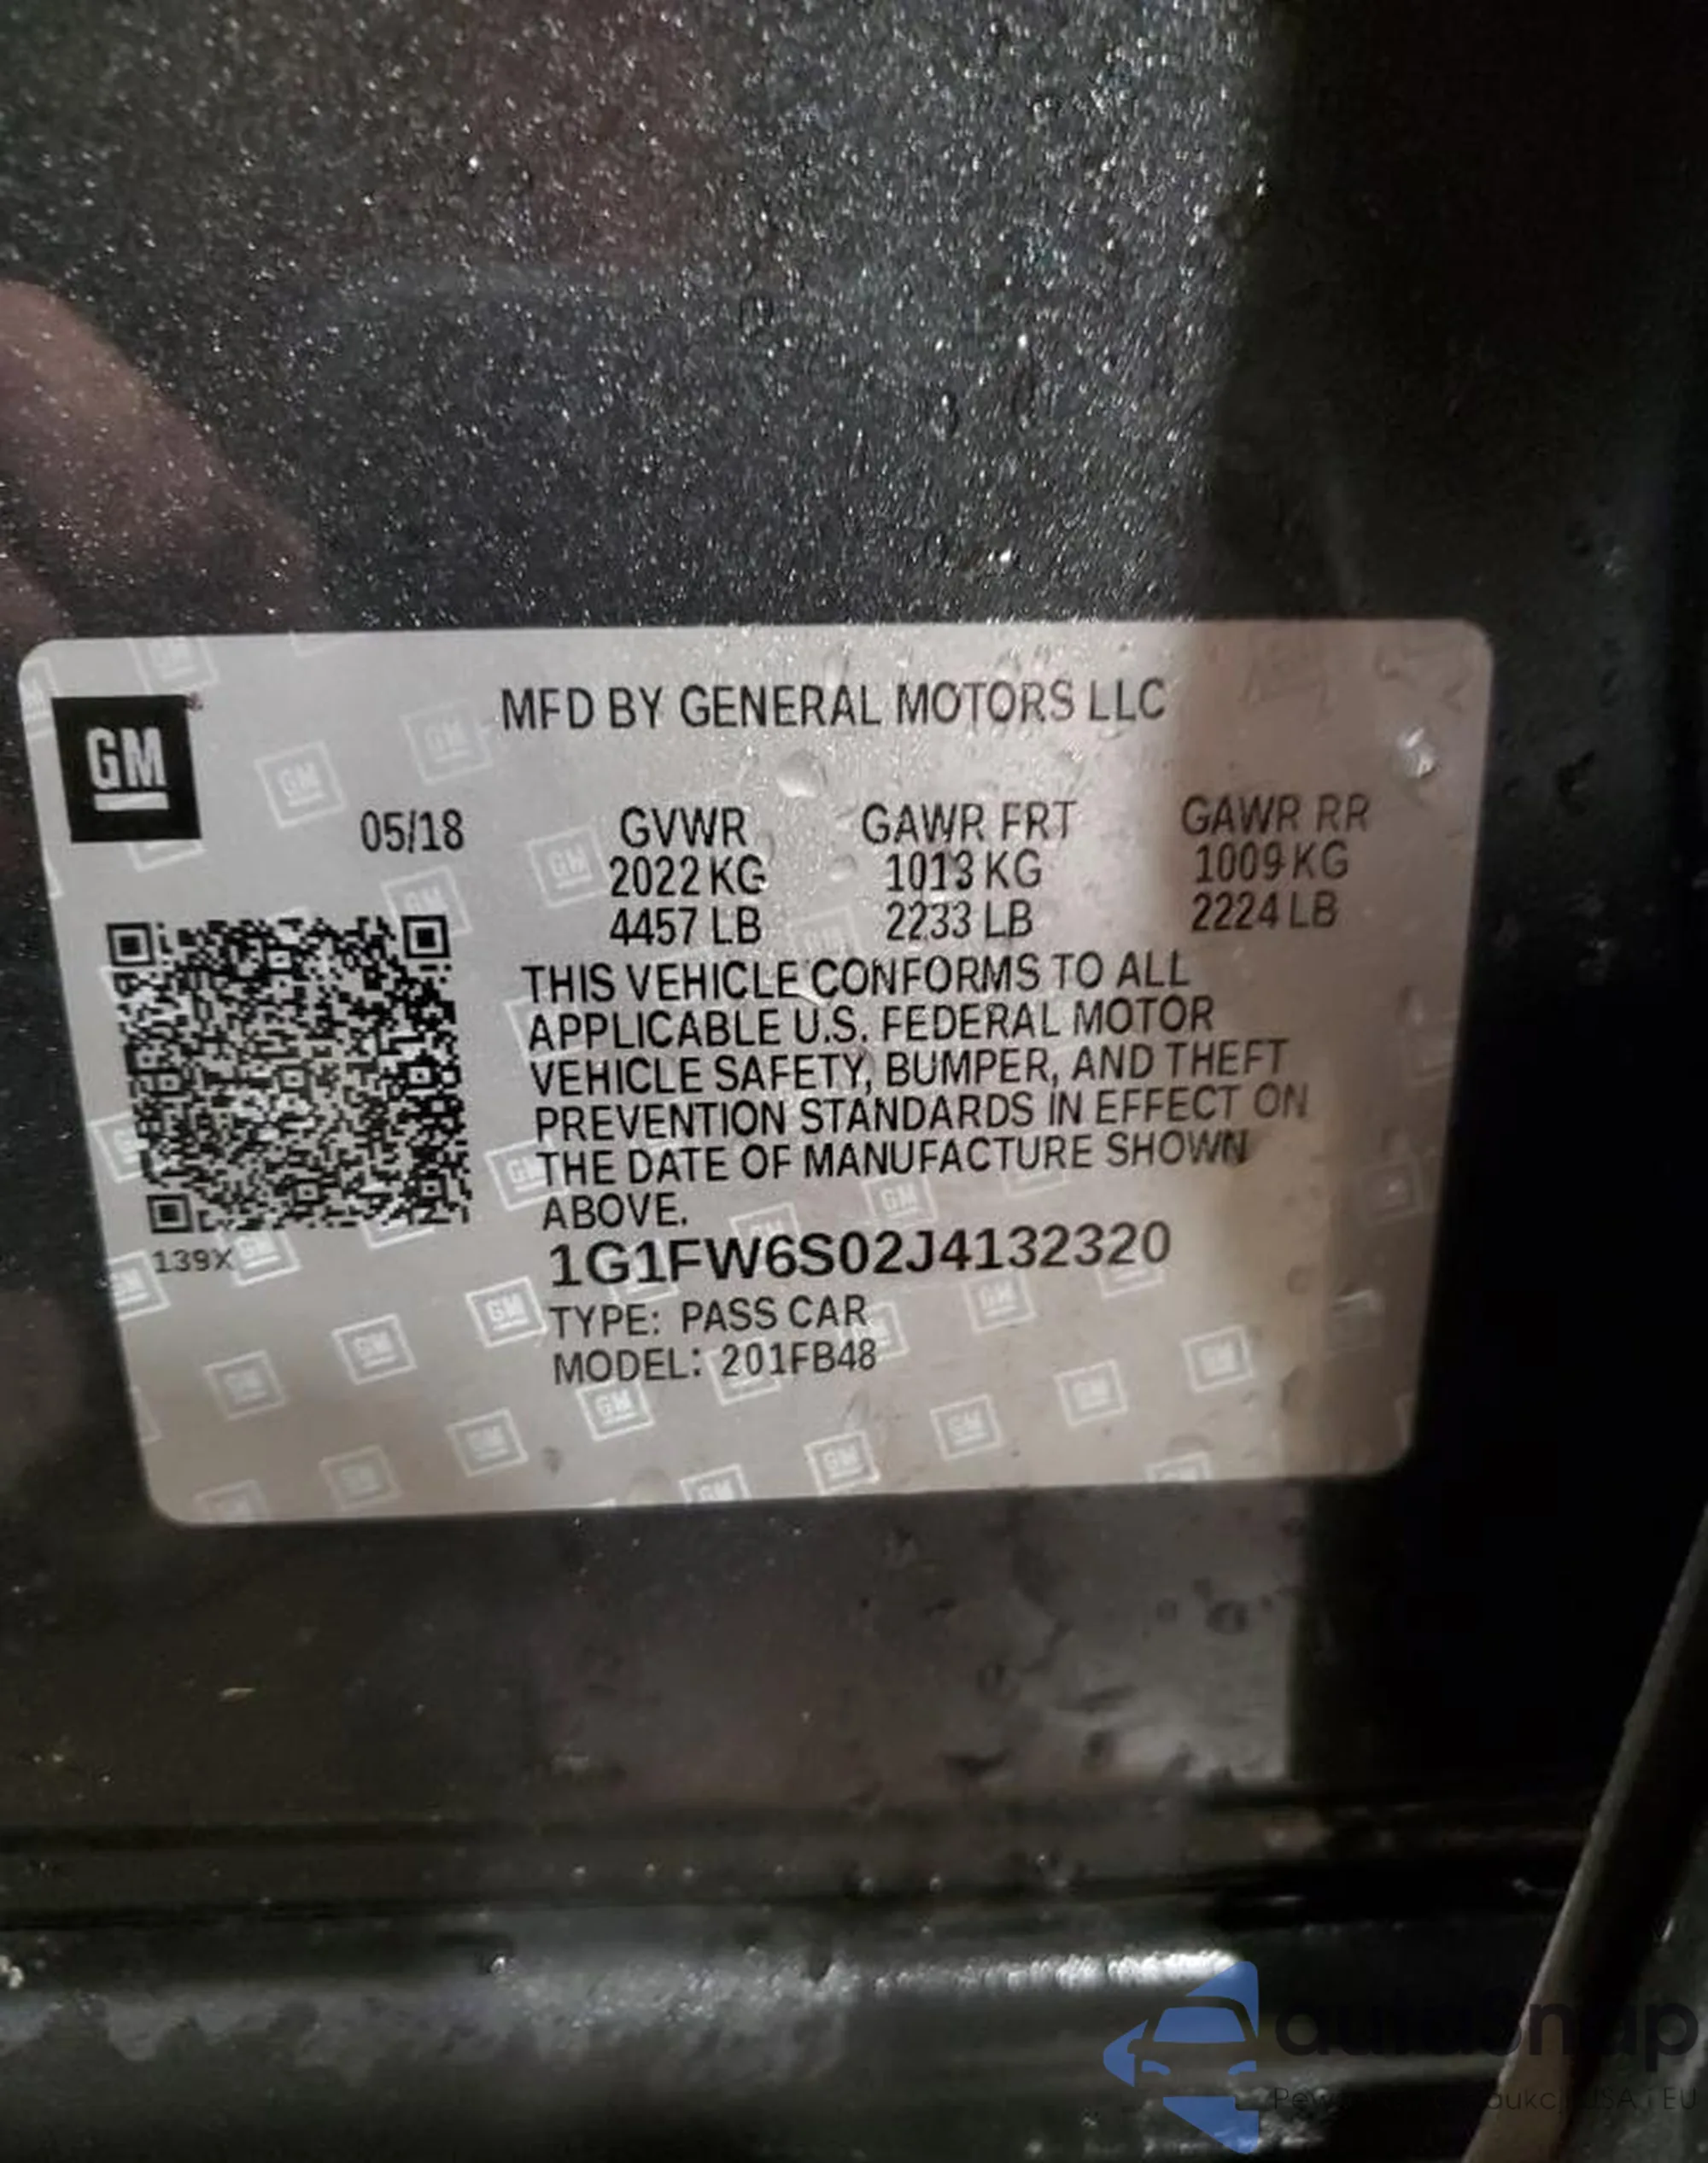 MFD BY GENERAL MOTORS LLC
GM
05/18
GVWR GAWR FRT GAWR RR
2022 KG 1013 KG 1009 KG
4457 LB 2233 LB 2224 LB
THIS VEHICLE CONFORMS TO ALL
APPLICABLE U.S. FEDERAL MOTOR
VEHICLE SAFETY, BUMPER, AND THEFT
PREVENTION STANDARDS IN EFFECT ON
THE DATE OF MANUFACTURE SHOWN
ABOVE.
139X
1G1FW6S02J4132320
TYPE: PASS CAR
MODEL: 201FB48
USA i EU